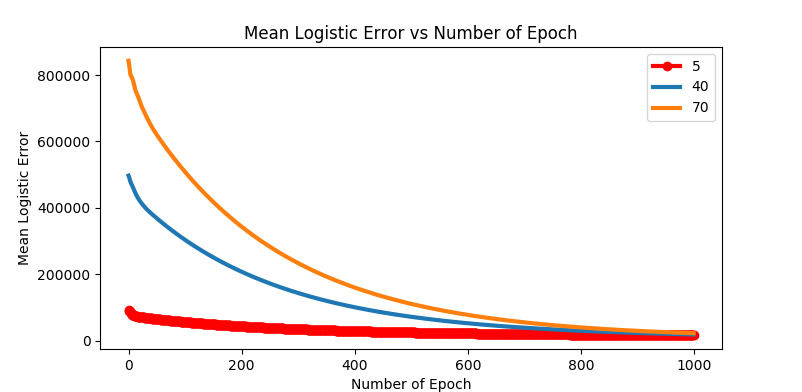 Mean Logistic Error vs Number of Epoch
5
40
70
Mean Logistic Error
800000
600000
400000
200000
0
0 200 400 600 800 1000
Number of Epoch